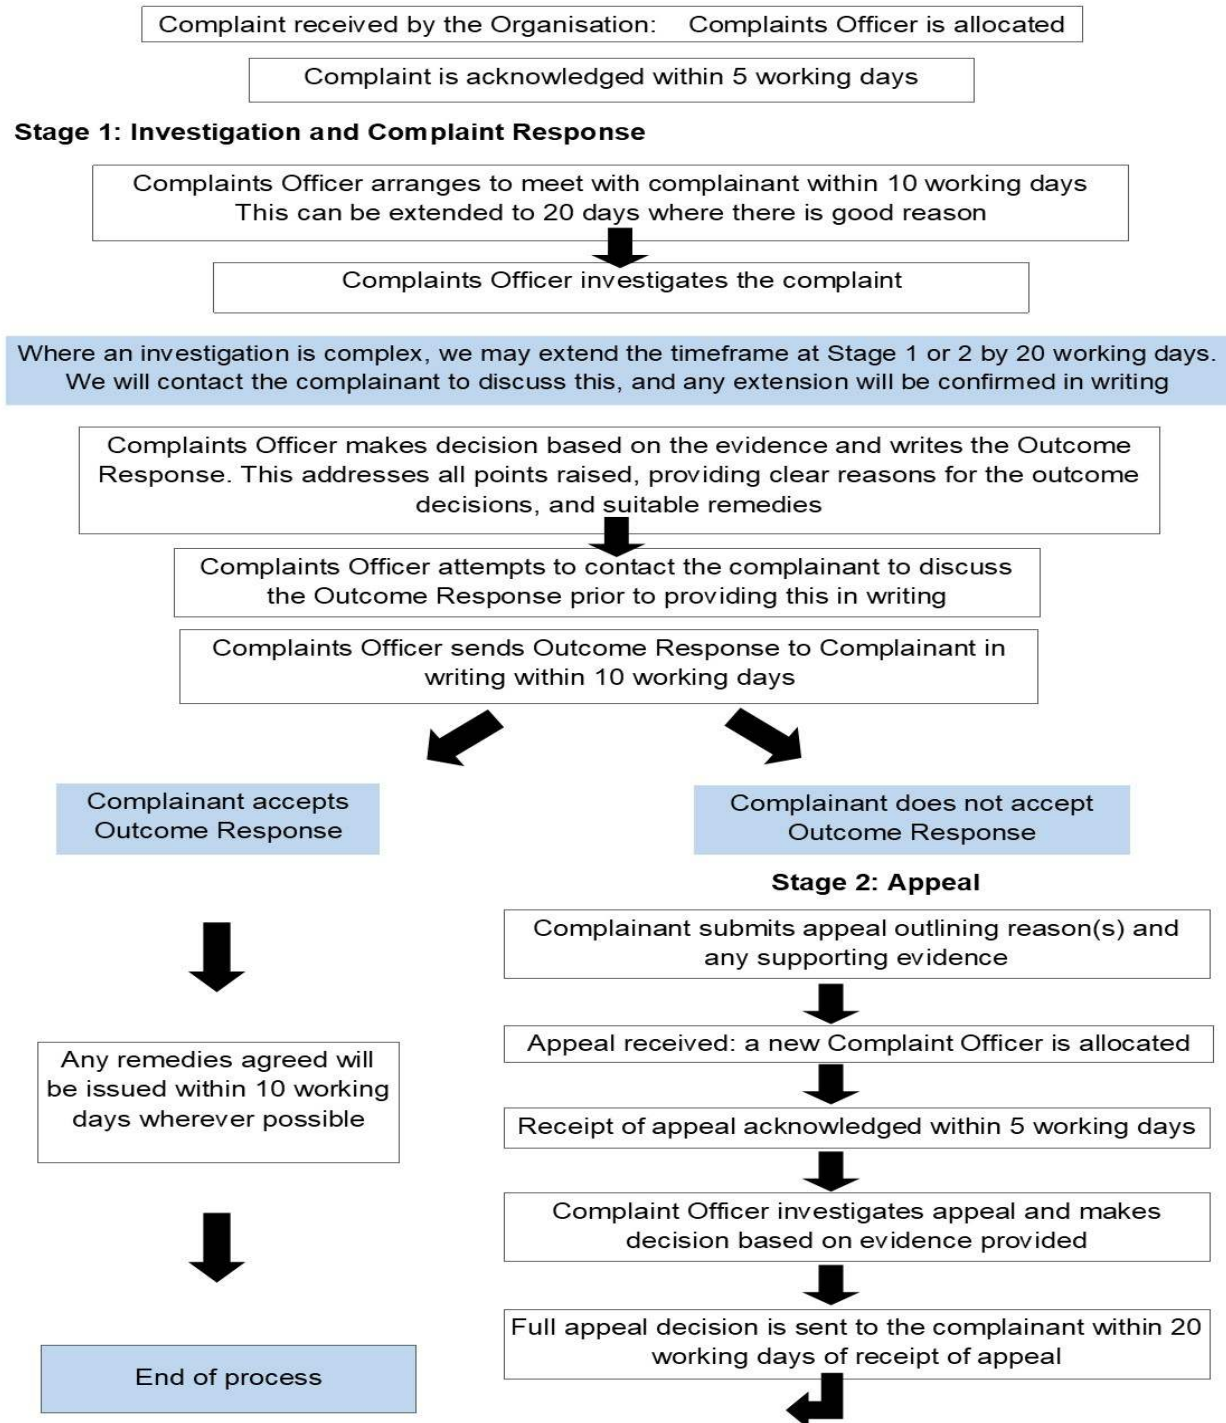 Complaint received by the Organisation: Complaints Officer is allocated
Complaint is acknowledged within 5 working days
Stage 1: Investigation and Complaint Response
Complaints Officer arranges to meet with complainant within 10 working days
This can be extended to 20 days where there is good reason
Complaints Officer investigates the complaint
Where an investigation is complex, we may extend the timeframe at Stage 1 or 2 by 20 working days.
We will contact the complainant to discuss this, and any extension will be confirmed in writing
Complaints Officer makes decision based on the evidence and writes the Outcome
Response. This addresses all points raised, providing clear reasons for the outcome
decisions, and suitable remedies
Complaints Officer attempts to contact the complainant to discuss
the Outcome Response prior to providing this in writing
Complaints Officer sends Outcome Response to Complainant in
writing within 10 working days
Complainant accepts
Outcome Response
Complainant does not accept
Outcome Response
Stage 2: Appeal
Complainant submits appeal outlining reason(s) and
any supporting evidence
Appeal received: a new Complaint Officer is allocated
Any remedies agreed will
be issued within 10 working
days wherever possible
Receipt of appeal acknowledged within 5 working days
Complaint Officer investigates appeal and makes
decision based on evidence provided
Full appeal decision is sent to the complainant within 20
working days of receipt of appeal
End of process